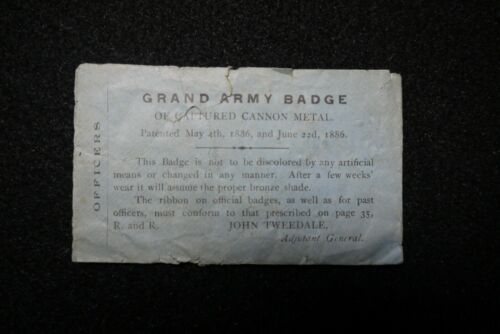 OFFICERS
GRAND ARMY BADGE
OF CAPTURED CANNON METAL.
Patented May 4th, 1886, and June 22d, 1886.
This Badge is not to be discolored by any artificial
means or changed in any manner. After a few weeks'
wear it will assume the proper bronze shade.
The ribbon on official badges, as well as for past
officers, must conform to that prescribed on page 35,
R. and R. JOHN TWEEDALE,
Adjutant General.